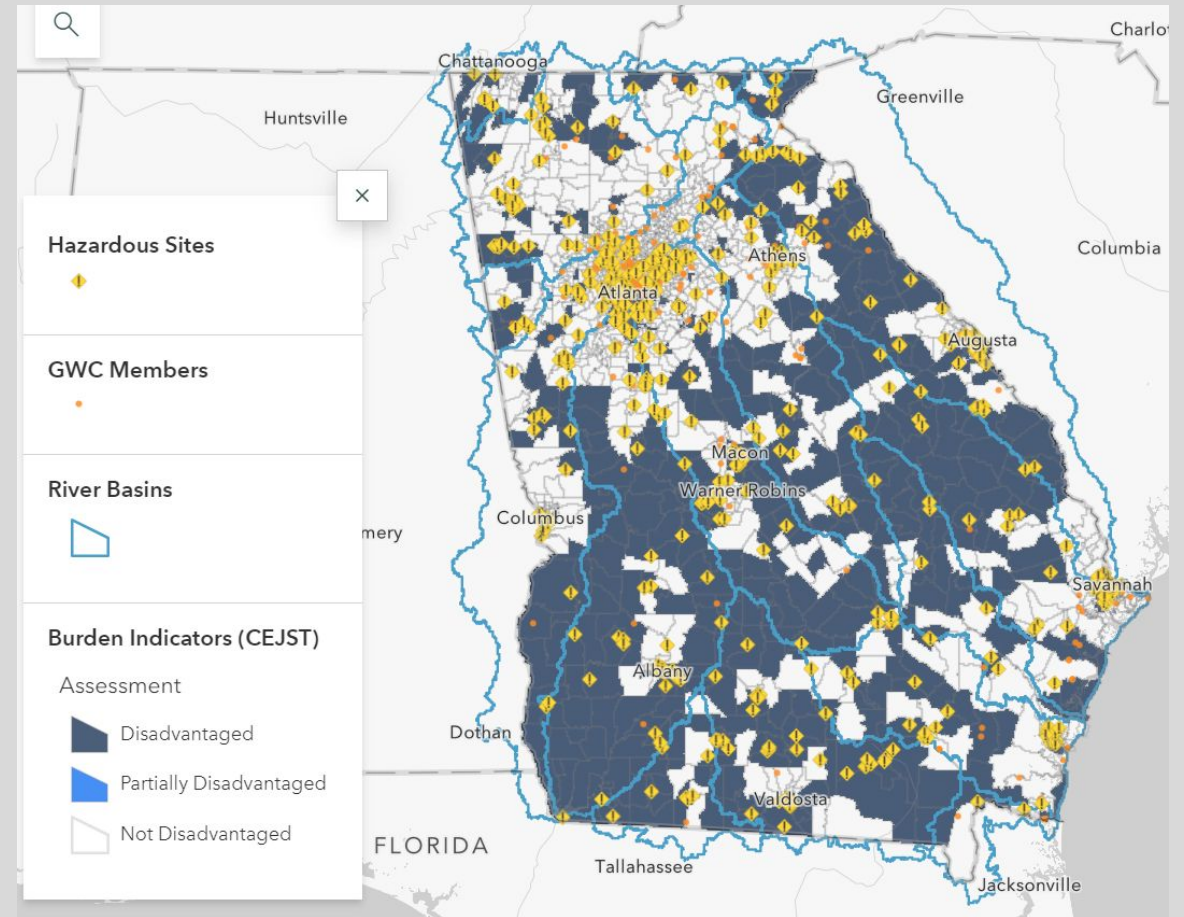 Hazardous Sites
GWC Members
River Basins
Burden Indicators (CEJST)
Assessment
Disadvantaged
Partially Disadvantaged
Not Disadvantaged
Charlo
Chattanooga
Greenville
Huntsville
Columbia
Athens
Atlanta
Augusta
Macon
Warner Robins
Columbus
mery
Savannah
Albany
Dothan
Valdosta
FLORIDA
Tallahassee
Jacksonville